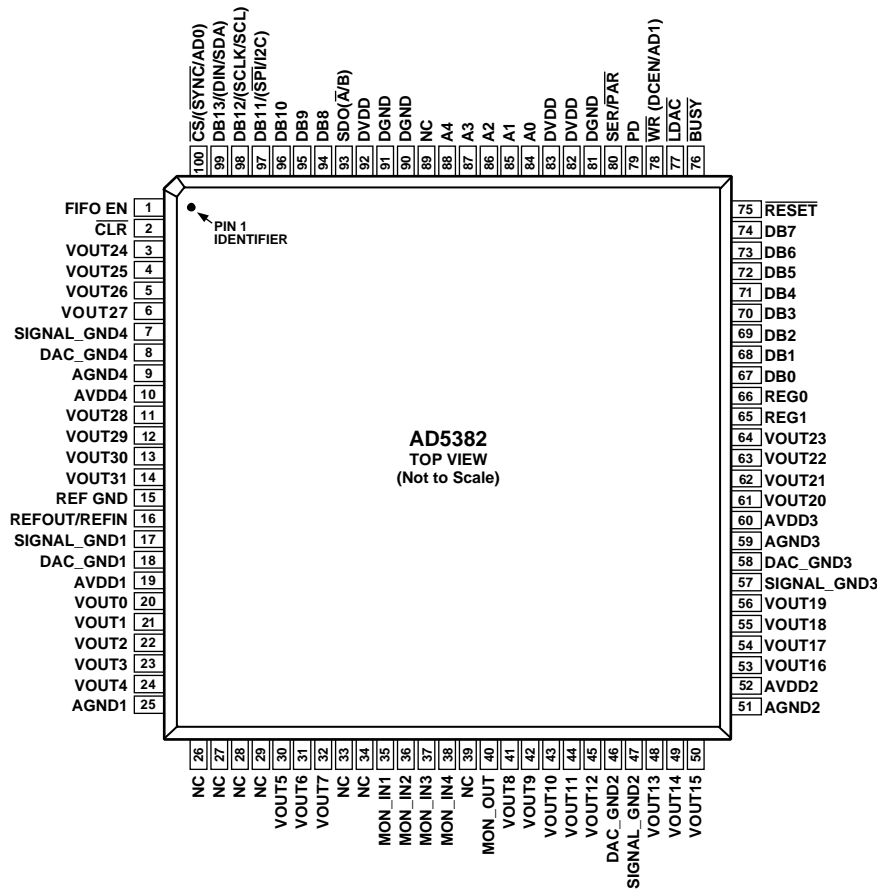 CS/(SYNC/AD0)
DB13/(DIN/SDA)
DB12/(SCLK/SCL)
DB11/(SPI/I2C)
DB10
DB9
DB8
SDO(A/B)
DVDD
DGND
DGND
NC
A4
A3
A2
A1
A0
DVDD
DVDD
DGND
SER/PAR
PD
WR (DCEN/AD1)
LDAC
BUSY
100
99
98
97
96
95
94
93
92
91
90
89
88
87
86
85
84
83
82
81
80
79
78
77
76
FIFO EN 1
CLR 2
VOUT24 3
VOUT25 4
VOUT26 5
VOUT27 6
SIGNAL_GND4 7
DAC_GND4 8
AGND4 9
AVDD4 10
VOUT28 11
VOUT29 12
VOUT30 13
VOUT31 14
REF GND 15
REFOUT/REFIN 16
SIGNAL_GND1 17
DAC_GND1 18
AVDD1 19
VOUT0 20
VOUT1 21
VOUT2 22
VOUT3 23
VOUT4 24
AGND1 25
PIN 1
IDENTIFIER
AD5382
TOP VIEW
(Not to Scale)
75 RESET
74 DB7
73 DB6
72 DB5
71 DB4
70 DB3
69 DB2
68 DB1
67 DB0
66 REG0
65 REG1
64 VOUT23
63 VOUT22
62 VOUT21
61 VOUT20
60 AVDD3
59 AGND3
58 DAC_GND3
57 SIGNAL_GND3
56 VOUT19
55 VOUT18
54 VOUT17
53 VOUT16
52 AVDD2
51 AGND2
26
27
28
29
30
31
32
33
34
35
36
37
38
39
40
41
42
43
44
45
46
47
48
49
50
NC
NC
NC
NC
VOUT5
VOUT6
VOUT7
NC
NC
MON_IN1
MON_IN2
MON_IN3
MON_IN4
NC
MON_OUT
VOUT8
VOUT9
VOUT10
VOUT11
VOUT12
DAC_GND2
SIGNAL_GND2
VOUT13
VOUT14
VOUT15